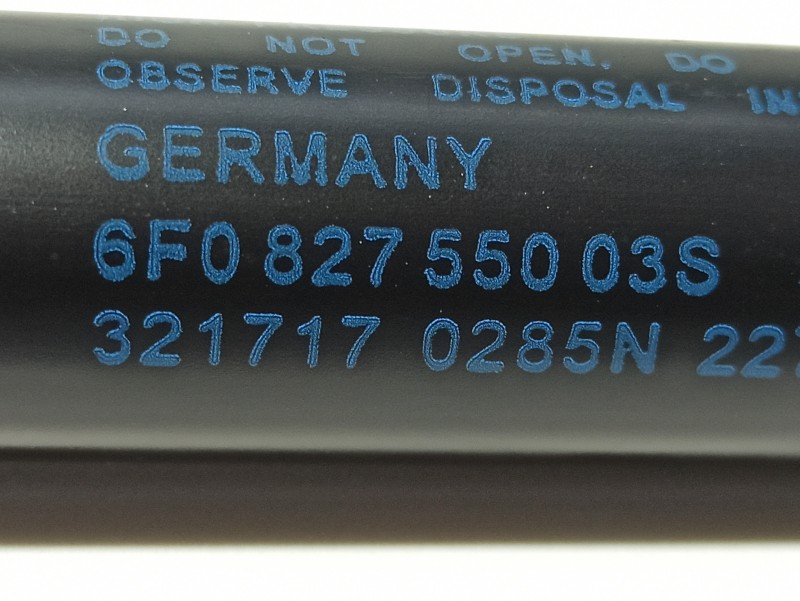 DO NOT OPEN. DO
OBSERVE DISPOSAL
GERMANY
6F0 827 550 03S
321717 0285N